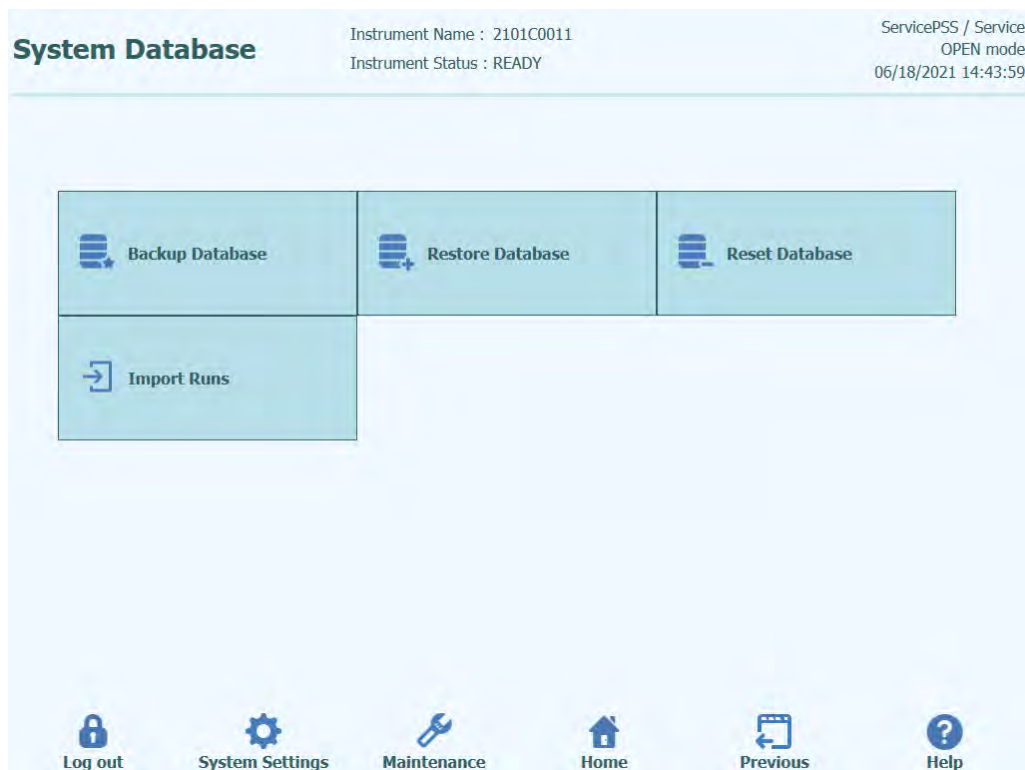 System Database
Instrument Name : 2101C0011
Instrument Status : READY
ServicePSS / Service
OPEN mode
06/18/2021 14:43:59
Backup Database
Restore Database
Reset Database
Import Runs
Log out
System Settings
Maintenance
Home
Previous
Help